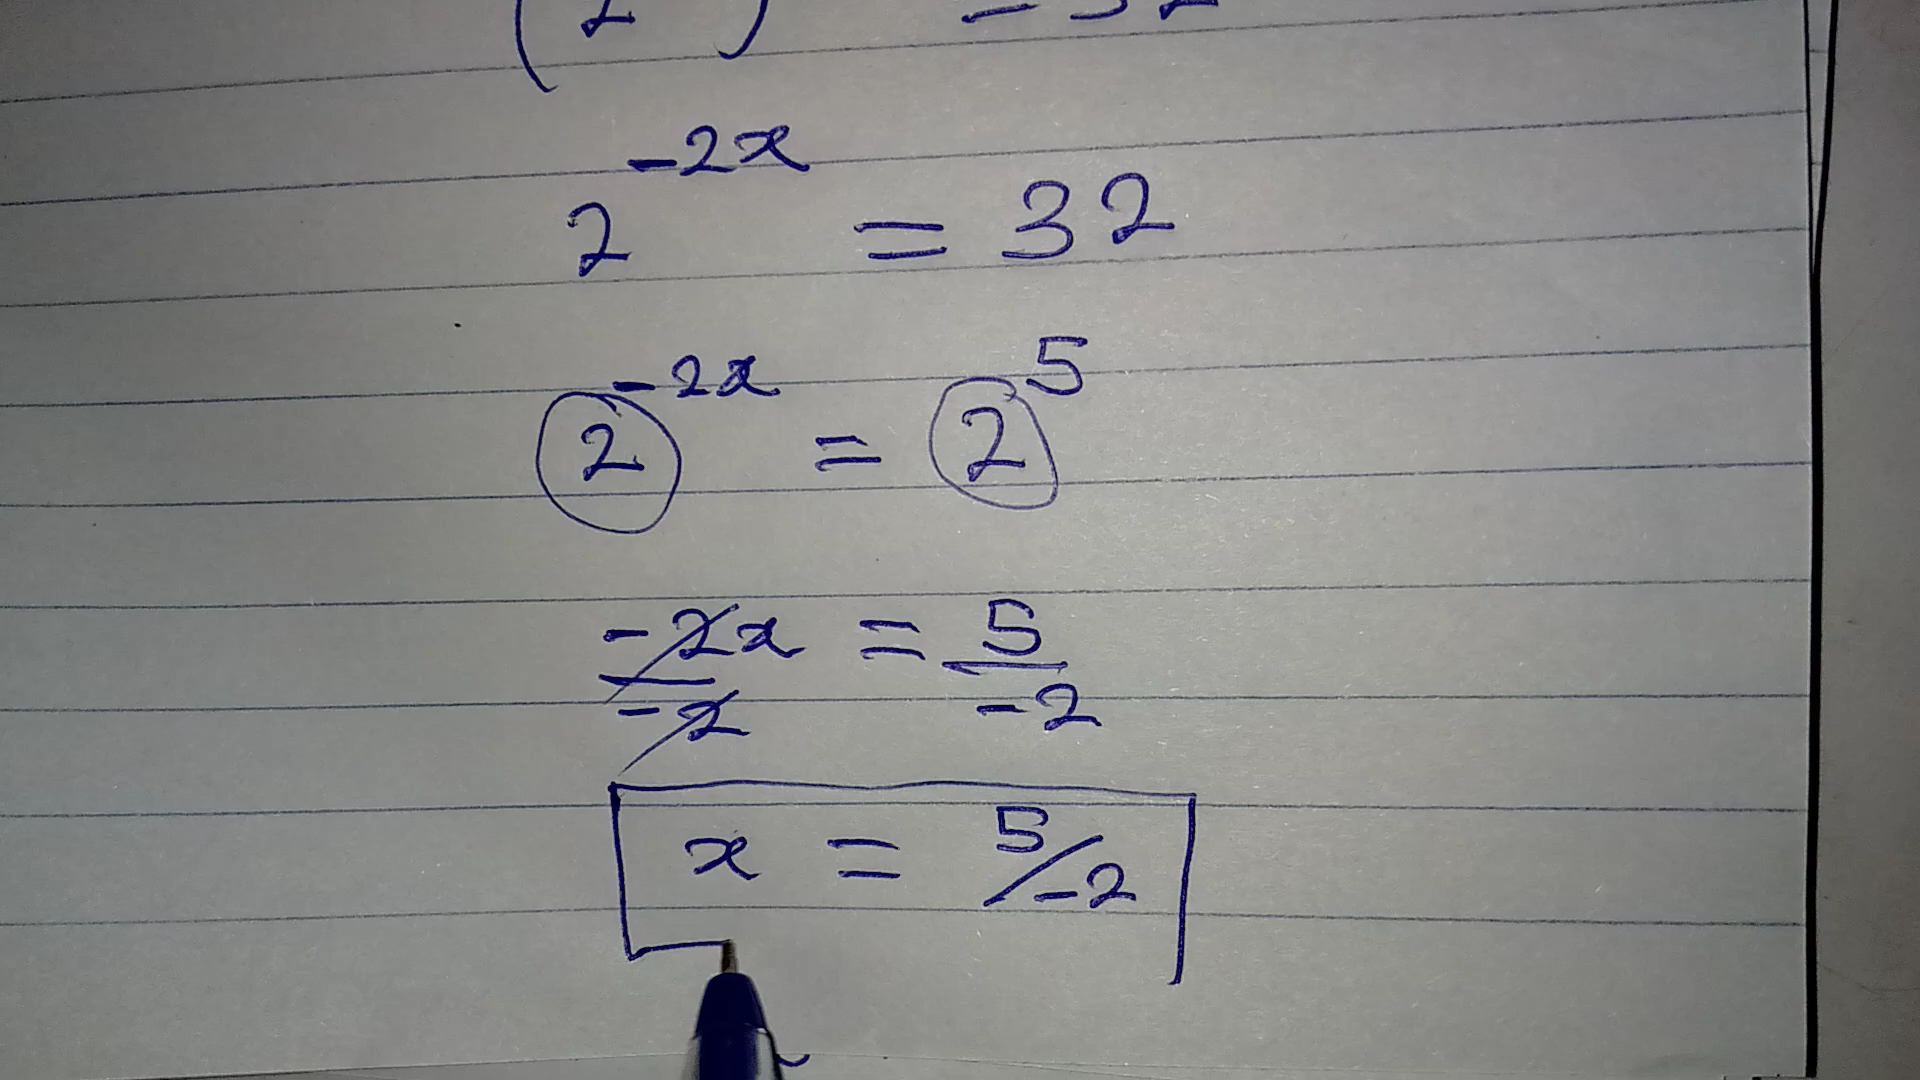 2^{-2x} = 32
2^{-2x} = 2^5
-2x/-2 = 5/-2
x = 5/-2